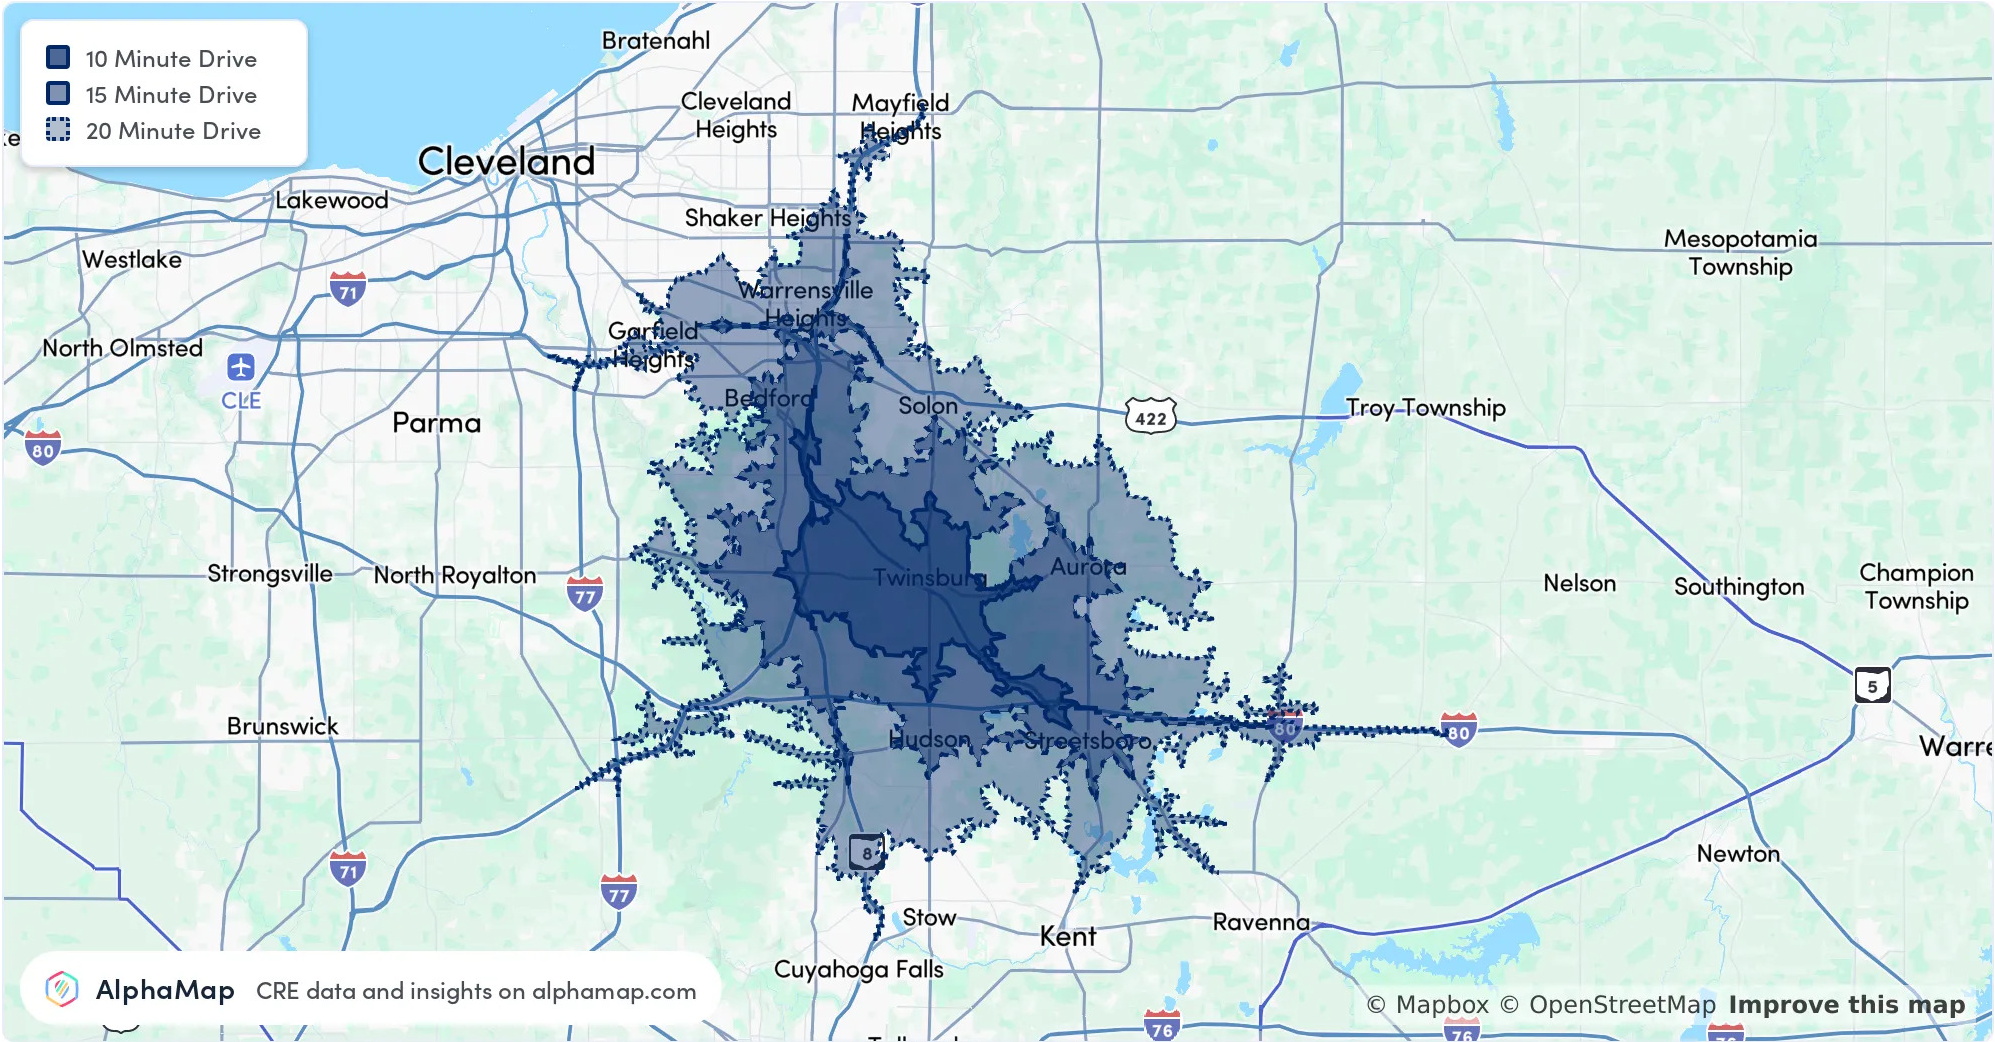 10 Minute Drive
15 Minute Drive
20 Minute Drive
Bratenahl
Cleveland
Heights
Mayfield
Heights
Cleveland
Lakewood
Shaker Heights
Westlake
Mesopotamia
Township
71
Warrensville
Heights
Garfield
Heights
North Olmsted
CLE
Bedford
Solon
Parma
422
Troy Township
80
Strongsville
North Royalton
77
Twinsburg
Aurora
Nelson
Southington
Champion
Township
5
Brunswick
Hudson
Streetsboro
80
80
Warre
71
77
8
Newton
Stow
Kent
Ravenna
Cuyahoga Falls
AlphaMap CRE data and insights on alphamap.com
© Mapbox © OpenStreetMap Improve this map
76
76
76